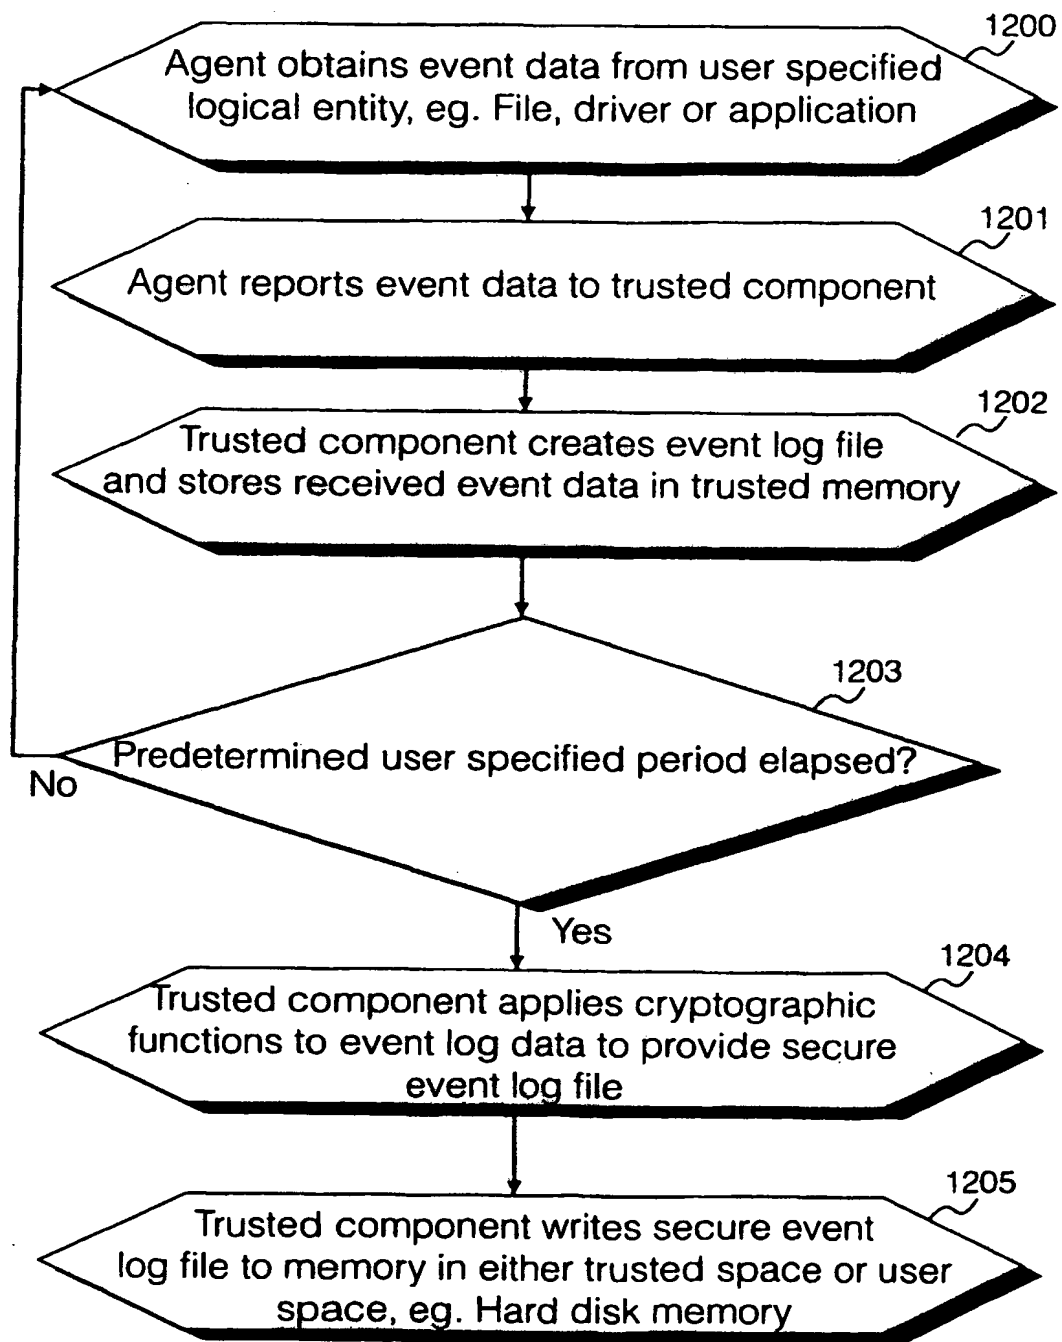 1200
Agent obtains event data from user specified
logical entity, eg. File, driver or application
1201
Agent reports event data to trusted component
1202
Trusted component creates event log file
and stores received event data in trusted memory
1203
Predetermined user specified period elapsed?
No
Yes
1204
Trusted component applies cryptographic
functions to event log data to provide secure
event log file
1205
Trusted component writes secure event
log file to memory in either trusted space or user
space, eg. Hard disk memory